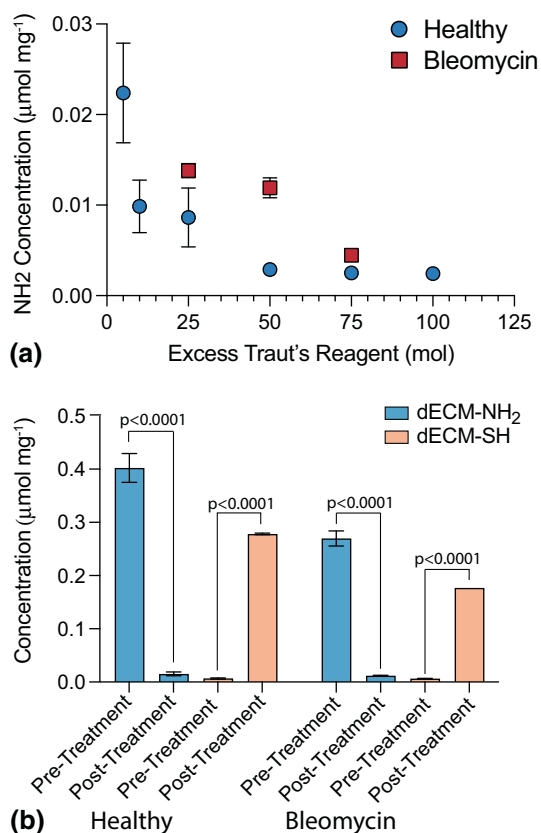 Healthy
Bleomycin
NH2 Concentration (µmol mg-1)
0.03
0.02
0.01
0.00
0 25 50 75 100 125
Excess Traut's Reagent (mol)
(a)
dECM-NH₂
dECM-SH
Concentration (µmol mg⁻¹)
0.5
0.4
0.3
0.2
0.1
0.0
p<0.0001
p<0.0001
p<0.0001
p<0.0001
Pre-Treatment
Post-Treatment
Pre-Treatment
Post-Treatment
Pre-Treatment
Post-Treatment
Pre-Treatment
Post-Treatment
(b) Healthy Bleomycin